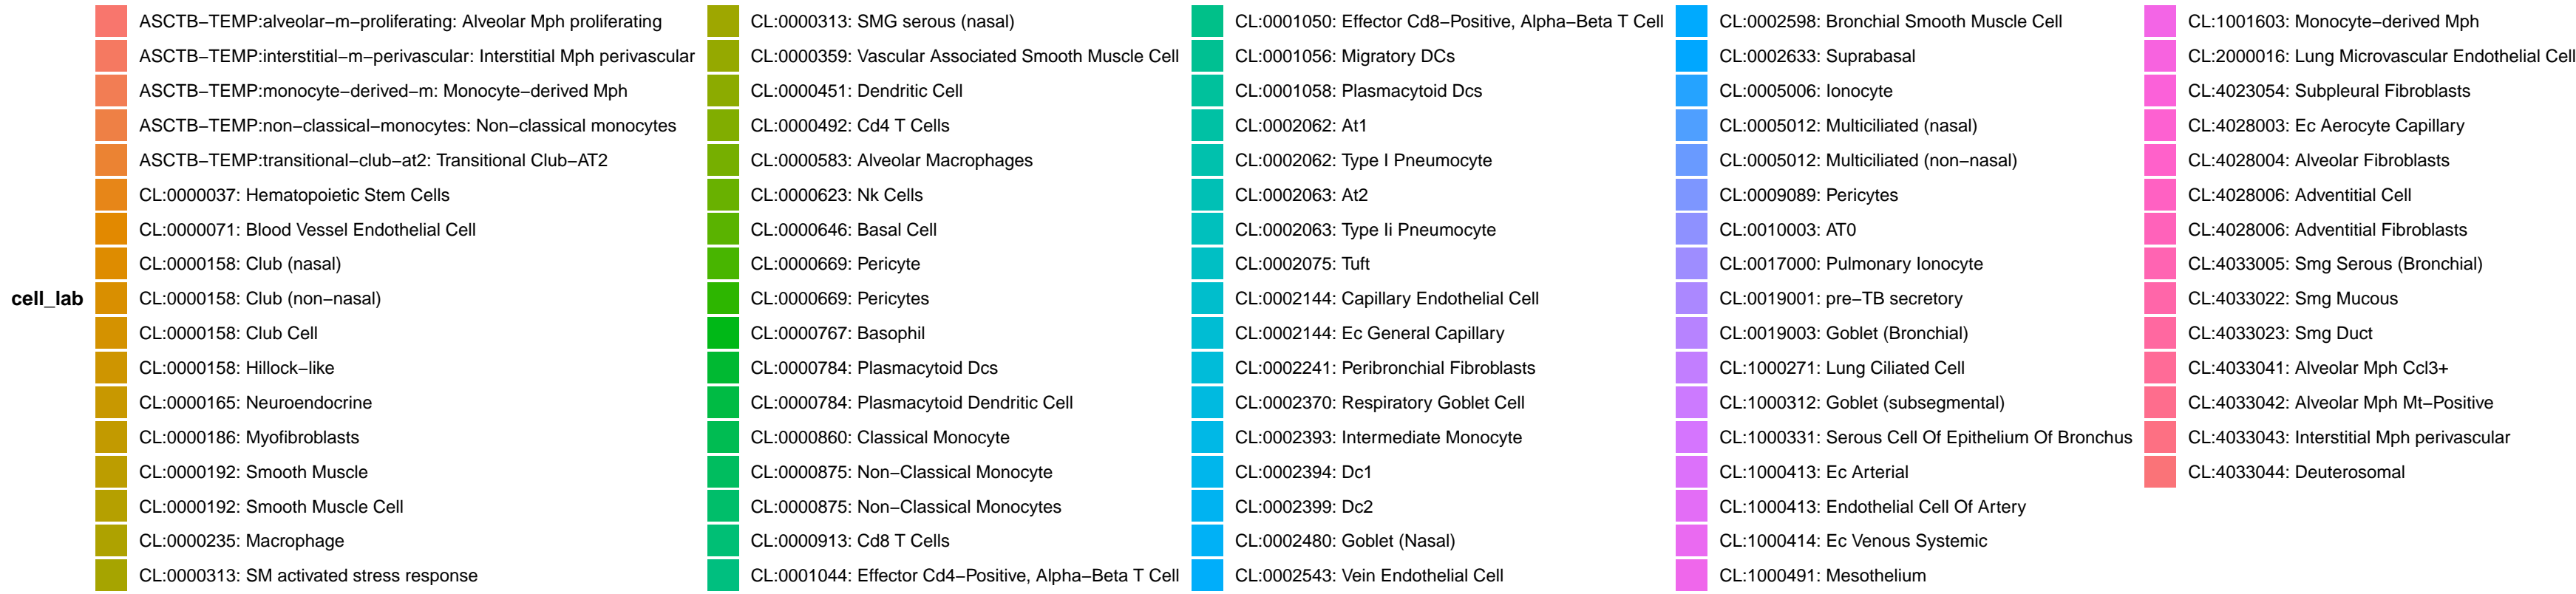 cell_lab
ASCTB−TEMP:alveolar−m−proliferating: Alveolar Mph proliferating
ASCTB−TEMP:interstitial−m−perivascular: Interstitial Mph perivascular
ASCTB−TEMP:monocyte−derived−m: Monocyte−derived Mph
ASCTB−TEMP:non−classical−monocytes: Non−classical monocytes
ASCTB−TEMP:transitional−club−at2: Transitional Club−AT2
CL:0000037: Hematopoietic Stem Cells
CL:0000071: Blood Vessel Endothelial Cell
CL:0000158: Club (nasal)
CL:0000158: Club (non−nasal)
CL:0000158: Club Cell
CL:0000158: Hillock−like
CL:0000165: Neuroendocrine
CL:0000186: Myofibroblasts
CL:0000192: Smooth Muscle
CL:0000192: Smooth Muscle Cell
CL:0000235: Macrophage
CL:0000313: SM activated stress response
CL:0000313: SMG serous (nasal)
CL:0000359: Vascular Associated Smooth Muscle Cell
CL:0000451: Dendritic Cell
CL:0000492: Cd4 T Cells
CL:0000583: Alveolar Macrophages
CL:0000623: Nk Cells
CL:0000646: Basal Cell
CL:0000669: Pericyte
CL:0000669: Pericytes
CL:0000767: Basophil
CL:0000784: Plasmacytoid Dcs
CL:0000784: Plasmacytoid Dendritic Cell
CL:0000860: Classical Monocyte
CL:0000875: Non−Classical Monocyte
CL:0000875: Non−Classical Monocytes
CL:0000913: Cd8 T Cells
CL:0001044: Effector Cd4−Positive, Alpha−Beta T Cell
CL:0001050: Effector Cd8−Positive, Alpha−Beta T Cell
CL:0001056: Migratory DCs
CL:0001058: Plasmacytoid Dcs
CL:0002062: At1
CL:0002062: Type I Pneumocyte
CL:0002063: At2
CL:0002063: Type Ii Pneumocyte
CL:0002075: Tuft
CL:0002144: Capillary Endothelial Cell
CL:0002144: Ec General Capillary
CL:0002241: Peribronchial Fibroblasts
CL:0002370: Respiratory Goblet Cell
CL:0002393: Intermediate Monocyte
CL:0002394: Dc1
CL:0002399: Dc2
CL:0002480: Goblet (Nasal)
CL:0002543: Vein Endothelial Cell
CL:0002598: Bronchial Smooth Muscle Cell
CL:0002633: Suprabasal
CL:0005006: Ionocyte
CL:0005012: Multiciliated (nasal)
CL:0005012: Multiciliated (non−nasal)
CL:0009089: Pericytes
CL:0010003: AT0
CL:0017000: Pulmonary Ionocyte
CL:0019001: pre−TB secretory
CL:0019003: Goblet (Bronchial)
CL:1000271: Lung Ciliated Cell
CL:1000312: Goblet (subsegmental)
CL:1000331: Serous Cell Of Epithelium Of Bronchus
CL:1000413: Ec Arterial
CL:1000413: Endothelial Cell Of Artery
CL:1000414: Ec Venous Systemic
CL:1000491: Mesothelium
CL:1001603: Monocyte−derived Mph
CL:2000016: Lung Microvascular Endothelial Cell
CL:4023054: Subpleural Fibroblasts
CL:4028003: Ec Aerocyte Capillary
CL:4028004: Alveolar Fibroblasts
CL:4028006: Adventitial Cell
CL:4028006: Adventitial Fibroblasts
CL:4033005: Smg Serous (Bronchial)
CL:4033022: Smg Mucous
CL:4033023: Smg Duct
CL:4033041: Alveolar Mph Ccl3+
CL:4033042: Alveolar Mph Mt−Positive
CL:4033043: Interstitial Mph perivascular
CL:4033044: Deuterosomal